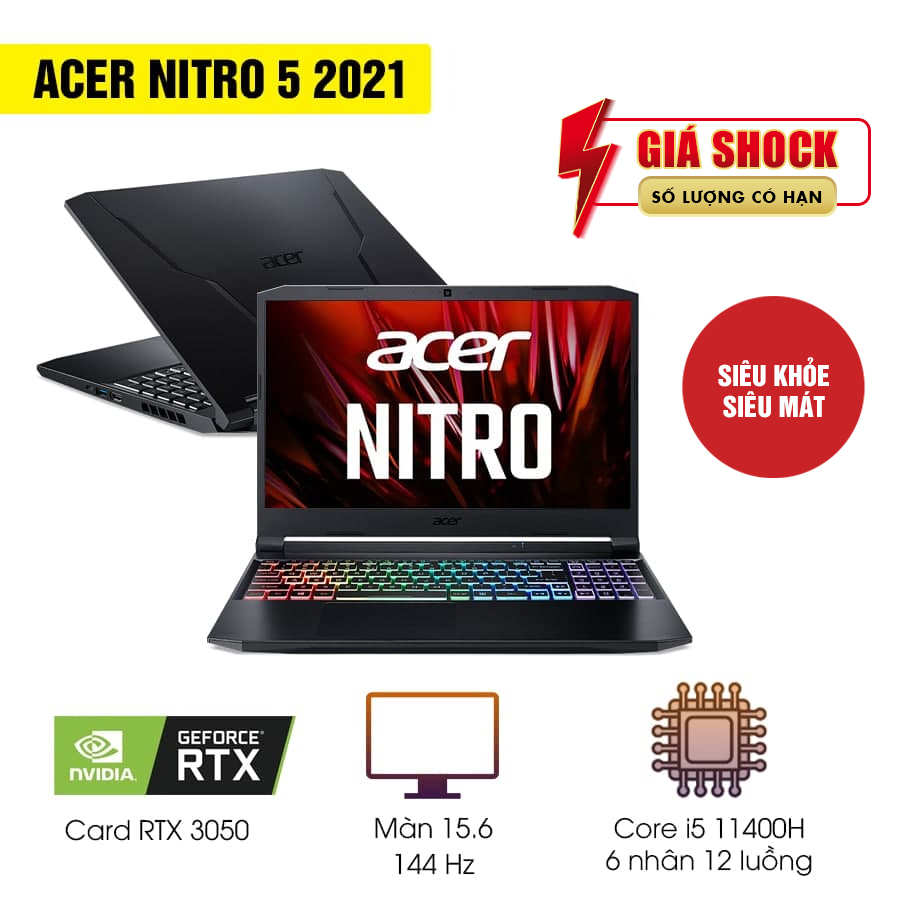 ACER NITRO 5 2021
GIÁ SHOCK
SỐ LƯỢNG CÓ HẠN
acer
acer
NITRO
acer
SIÊU KHỎE
SIÊU MÁT
NVIDIA.
GEFORCE
RTX
Card RTX 3050
Màn 15.6
144 Hz
Core i5 11400H
6 nhân 12 luồng